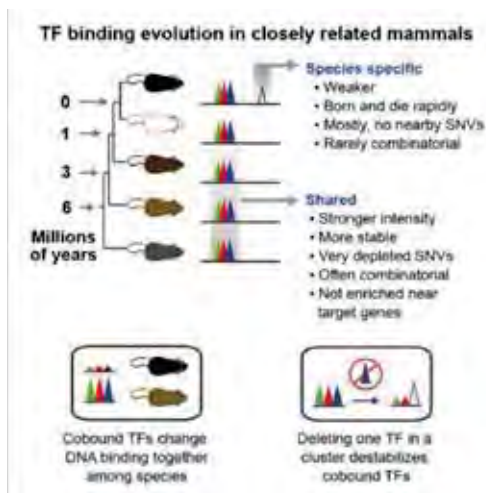 TF binding evolution in closely related mammals
0
1
3
6
Millions
of years
Species specific
• Weaker
• Born and die rapidly
• Mostly, no nearby SNVs
• Rarely combinatorial
Shared
• Stronger intensity
• More stable
• Very depleted SNVs
• Often combinatorial
• Not enriched near
target genes
Cobound TFs change
DNA binding together
among species
Deleting one TF in a
cluster destabilizes
cobound TFs